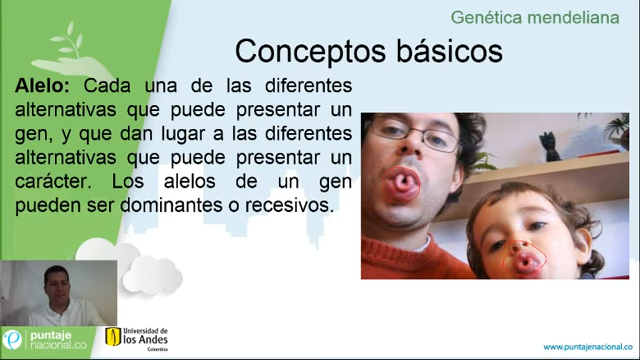 Genética mendeliana
Conceptos básicos
Alelo: Cada una de las diferentes
alternativas que puede presentar un
gen, y que dan lugar a las diferentes
alternativas que puede presentar un
carácter. Los alelos de un gen
pueden ser dominantes o recesivos.
puntaje
nacional.co
Universidad de
los Andes
Colombia
www.puntajenacional.co